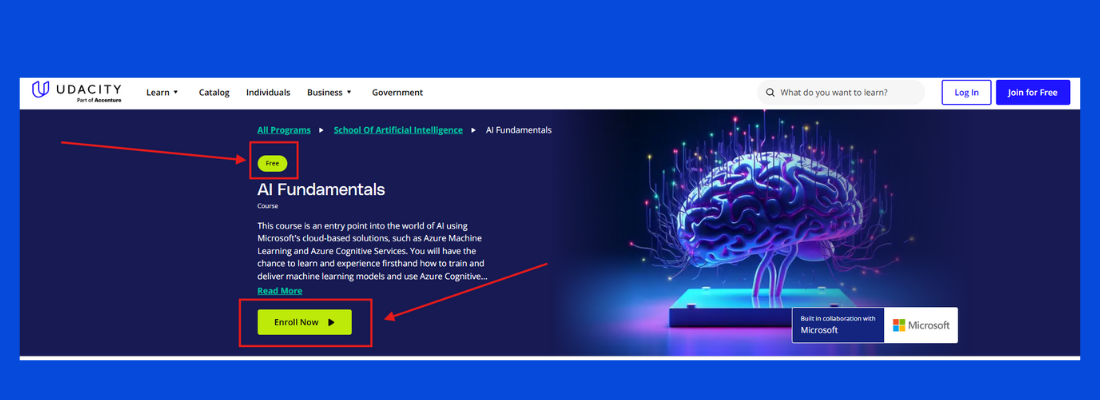 UDACITY
Part of Accenture
Learn
Catalog
Individuals
Business
Government
What do you want to learn?
Log In
Join for Free
All Programs
School Of Artificial Intelligence
AI Fundamentals
Free
AI Fundamentals
Course
This course is an entry point into the world of AI using
Microsoft's cloud-based solutions, such as Azure Machine
Learning and Azure Cognitive Services. You will have the
chance to learn and experience firsthand how to train and
deliver machine learning models and use Azure Cognitive...
Read More
Enroll Now
Built in collaboration with
Microsoft
Microsoft